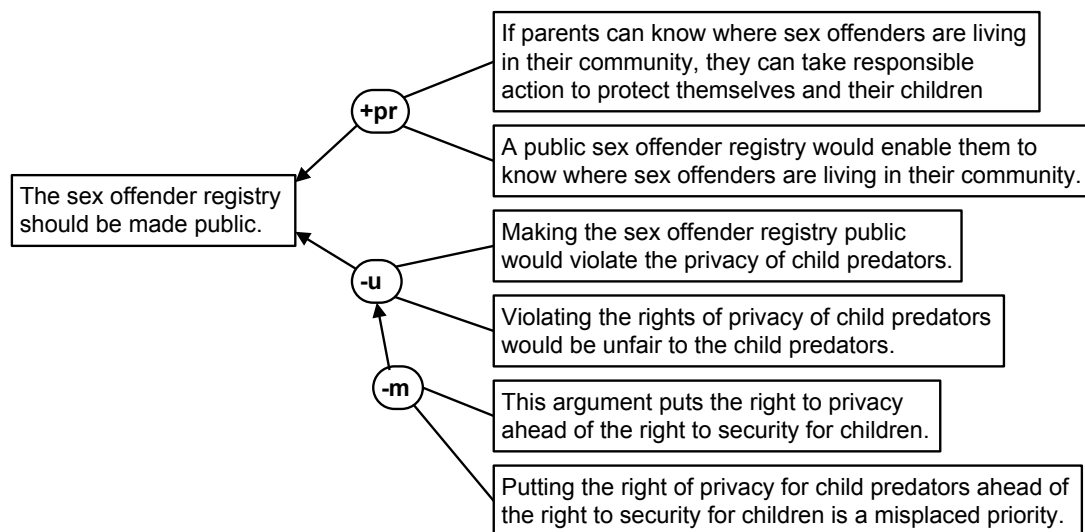 If parents can know where sex offenders are living
in their community, they can take responsible
action to protect themselves and their children
+pr
A public sex offender registry would enable them to
know where sex offenders are living in their community.
The sex offender registry
should be made public.
Making the sex offender registry public
would violate the privacy of child predators.
-u
Violating the rights of privacy of child predators
would be unfair to the child predators.
-m
This argument puts the right to privacy
ahead of the right to security for children.
Putting the right of privacy for child predators ahead of
the right to security for children is a misplaced priority.